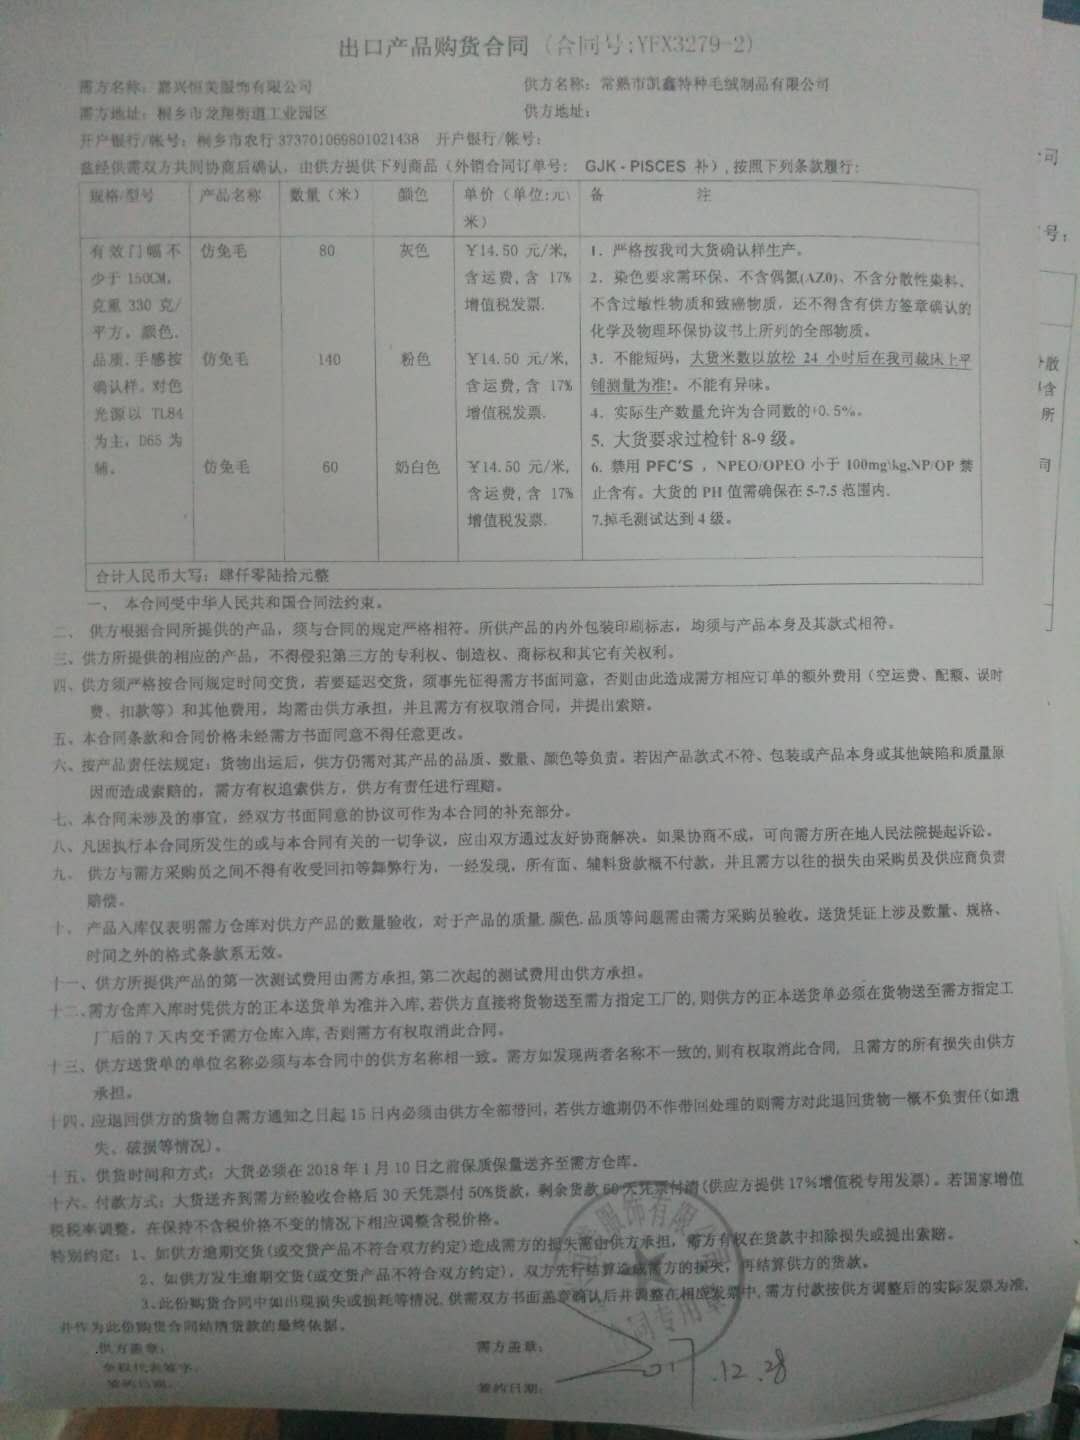 出口产品购货合同 (合同号:YFX3279-2)
需方名称: 嘉兴恒美服饰有限公司 供方名称: 常熟市凯鑫特种毛绒制品有限公司
需方地址: 桐乡市龙翔街道工业园区 供方地址:
开户银行/帐号: 桐乡市农行 373701069801021438 开户银行/帐号:
兹经供需双方共同协商后确认, 由供方提供下列商品 (外销合同订单号: GJK - PISCES 补) , 按照下列条款履行:
规格/型号 产品名称 数量 (米) 颜色 单价 (单位:元\米) 备 注
有效门幅不
少于 150CM,
克重 330 克/
平方。颜色.
品质.手感按
确认样。对色
光源以 TL84
为主, D65 为
辅。
仿兔毛 80 灰色 ￥14.50 元/米,
含运费, 含 17%
增值税发票.
仿兔毛 140 粉色 ￥14.50 元/米,
含运费, 含 17%
增值税发票.
仿兔毛 60 奶白色 ￥14.50 元/米,
含运费, 含 17%
增值税发票.
1. 严格按我司大货确认样生产。
2. 染色要求需环保、不含偶氮(AZ0)、不含分散性染料、
不含过敏性物质和致癌物质, 还不得含有供方签章确认的
化学及物理环保协议书上所列的全部物质。
3. 不能短码, 大货米数以放松 24 小时后在我司裁床上平
铺测量为准!。不能有异味。
4. 实际生产数量允许为合同数的+0.5%。
5. 大货要求过检针 8-9 级。
6. 禁用 PFC'S , NPEO/OPEO 小于 100mg\kg.NP/OP 禁
止含有。大货的 PH 值需确保在 5-7.5 范围内.
7.掉毛测试达到 4 级。
合计人民币大写: 肆仟零陆拾元整
一、 本合同受中华人民共和国合同法约束。
二、 供方根据合同所提供的产品, 须与合同的规定严格相符。所供产品的内外包装印刷标志, 均须与产品本身及其款式相符。
三、供方所提供的相应的产品, 不得侵犯第三方的专利权、制造权、商标权和其它有关权利。
四、供方须严格按合同规定时间交货, 若要延迟交货, 须事先征得需方书面同意, 否则由此造成需方相应订单的额外费用 (空运费、配额、误时
费、扣款等) 和其他费用, 均需由供方承担, 并且需方有权取消合同, 并提出索赔。
五、本合同条款和合同价格未经需方书面同意不得任意更改。
六、按产品责任法规定: 货物出运后, 供方仍需对其产品的品质、数量、颜色等负责。若因产品款式不符、包装或产品本身或其他缺陷和质量原
因而造成索赔的, 需方有权追索供方, 供方有责任进行理赔。
七、本合同未涉及的事宜, 经双方书面同意的协议可作为本合同的补充部分。
八、凡因执行本合同所发生的或与本合同有关的一切争议, 应由双方通过友好协商解决。如果协商不成, 可向需方所在地人民法院提起诉讼。
九、 供方与需方采购员之间不得有收受回扣等舞弊行为, 一经发现, 所有面、辅料货款概不付款, 并且需方以往的损失由采购员及供应商负责
赔偿。
十、 产品入库仅表明需方仓库对供方产品的数量验收, 对于产品的质量.颜色.品质等问题需由需方采购员验收。送货凭证上涉及数量、规格、
时间之外的格式条款系无效。
十一、供方所提供产品的第一次测试费用由需方承担, 第二次起的测试费用由供方承担。
十二、需方仓库入库时凭供方的正本送货单为准并入库, 若供方直接将货物送至需方指定工厂的, 则供方的正本送货单必须在货物送至需方指定工
厂后的 7 天内交予需方仓库入库, 否则需方有权取消此合同。
十三、供方送货单的单位名称必须与本合同中的供方名称相一致。需方如发现两者名称不一致的, 则有权取消此合同, 且需方的所有损失由供方
承担。
十四、应退回供方的货物自需方通知之日起 15 日内必须由供方全部带回, 若供方逾期仍不作带回处理的则需方对此退回货物一概不负责任(如遗
失、破损等情况)。
十五、供货时间和方式: 大货必须在 2018 年 1 月 10 日之前保质保量送齐至需方仓库。
十六、付款方式: 大货送齐到需方经验收合格后 30 天凭票付 50%货款, 剩余货款 60 天凭票付清(供应方提供 17%增值税专用发票)。若国家增值
税税率调整, 在保持不含税价格不变的情况下相应调整含税价格。
特别约定: 1、如供方逾期交货(或交货产品不符合双方约定)造成需方的损失需由供方承担, 需方有权在货款中扣除损失或提出索赔。
2、如供方发生逾期交货(或交货产品不符合双方约定), 双方先行结算造成需方的损失, 再结算供方的货款。
3、此份购货合同中如出现损失或损耗等情况, 供需双方书面盖章确认后并调整在相应发票中, 需方付款按供方调整后的实际发票为准,
并作为此份购货合同结清货款的最终依据。
供方盖章: 需方盖章:
授权代表签字:
签约日期: 签约日期: 2017.12.28
服饰有限公司
合同专用章